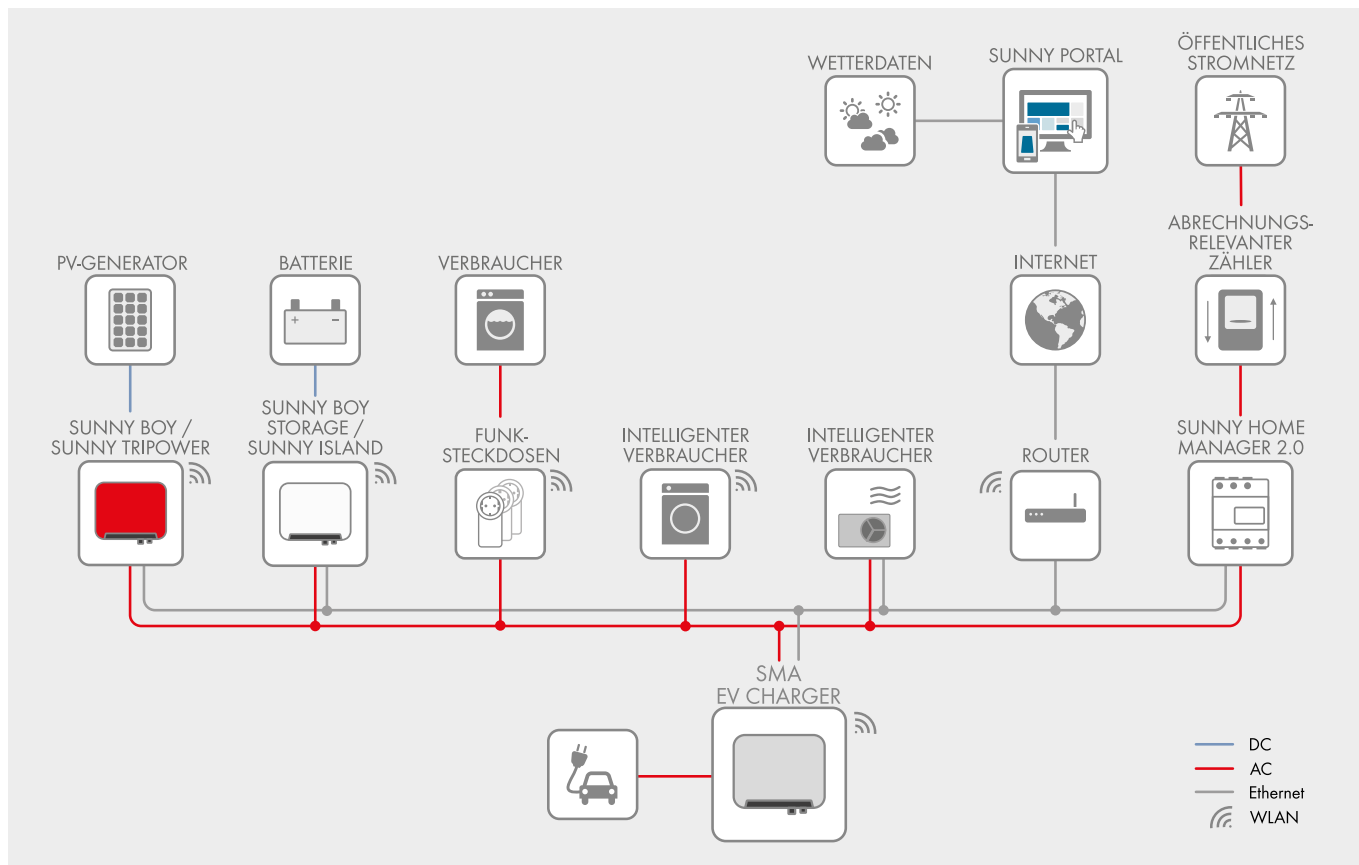 WETTERDATEN
SUNNY PORTAL
ÖFFENTLICHES
STROMNETZ
PV-GENERATOR
BATTERIE
VERBRAUCHER
INTERNET
ABRECHNUNGS-
RELEVANTER
ZÄHLER
+ −
SUNNY BOY /
SUNNY TRIPOWER
SUNNY BOY
STORAGE /
SUNNY ISLAND
FUNK-
STECKDOSEN
INTELLIGENTER
VERBRAUCHER
INTELLIGENTER
VERBRAUCHER
ROUTER
SUNNY HOME
MANAGER 2.0
SMA
EV CHARGER
DC
AC
Ethernet
WLAN